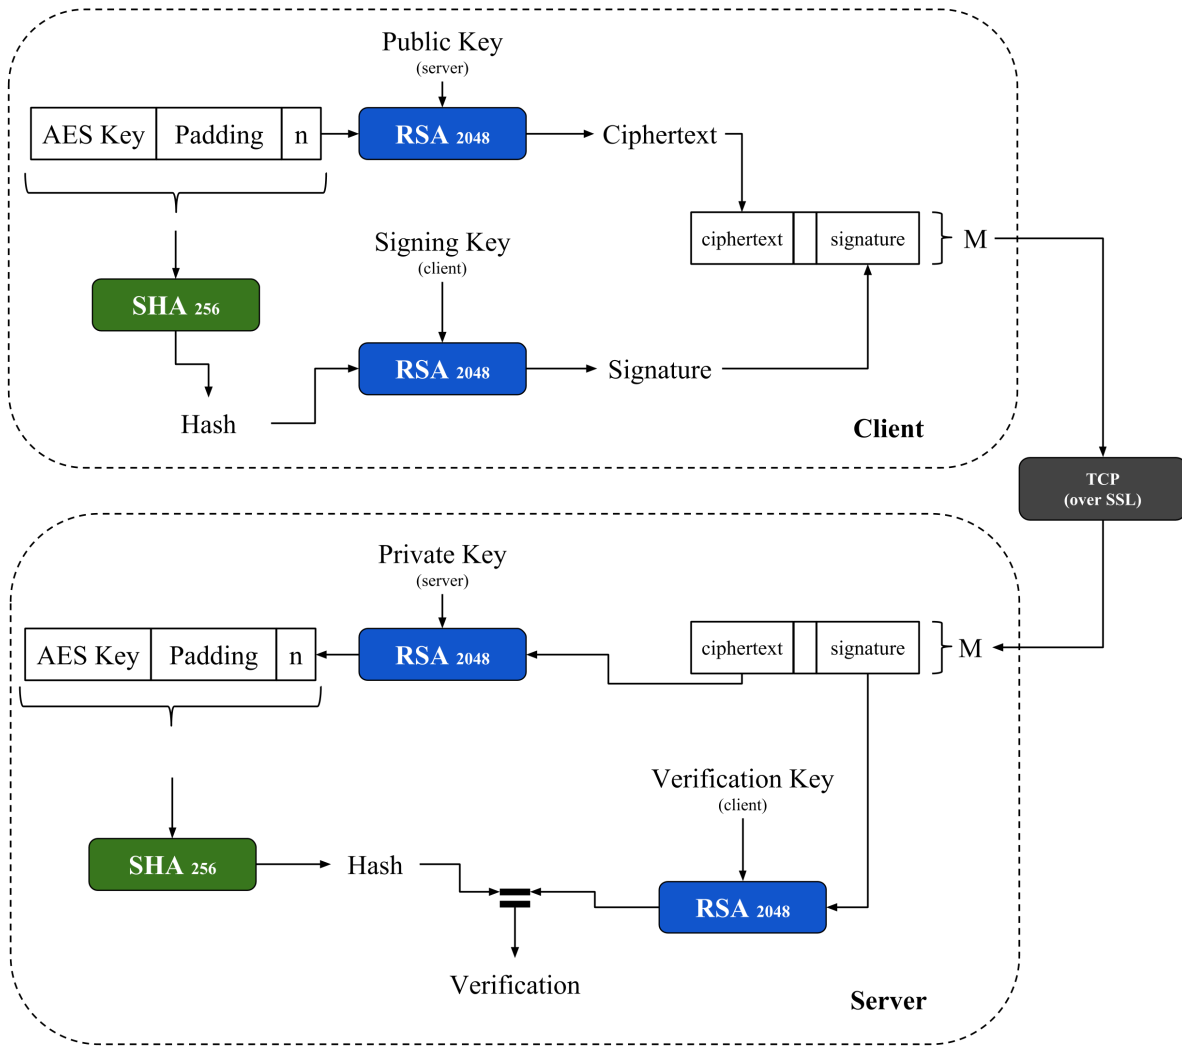 Public Key
(server)
AES Key Padding n
RSA 2048
Ciphertext
ciphertext signature
M
Signing Key
(client)
SHA 256
RSA 2048
Signature
Hash
Client
TCP
(over SSL)
Private Key
(server)
AES Key Padding n
RSA 2048
ciphertext signature
M
Verification Key
(client)
SHA 256
Hash
RSA 2048
Verification
Server